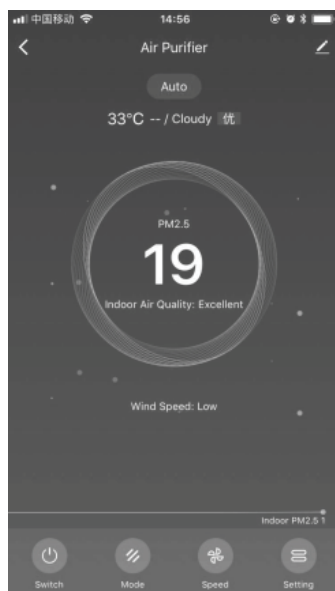 中国移动 14:56
Air Purifier
Auto
33°C -- / Cloudy 优
PM2.5
19
Indoor Air Quality: Excellent
Wind Speed: Low
Indoor PM2.5 1
Switch Mode Speed Setting